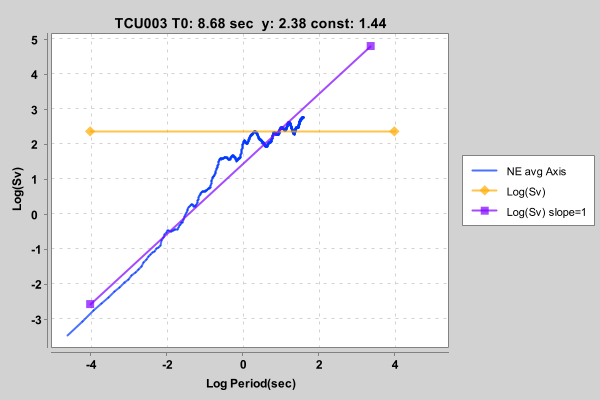 TCU003 T0: 8.68 sec  y: 2.38 const: 1.44
5
4
3
2
1
0
-1
-2
-3
Log(Sv)
-4 -2 0 2 4
Log Period(sec)
NE avg Axis
Log(Sv)
Log(Sv) slope=1